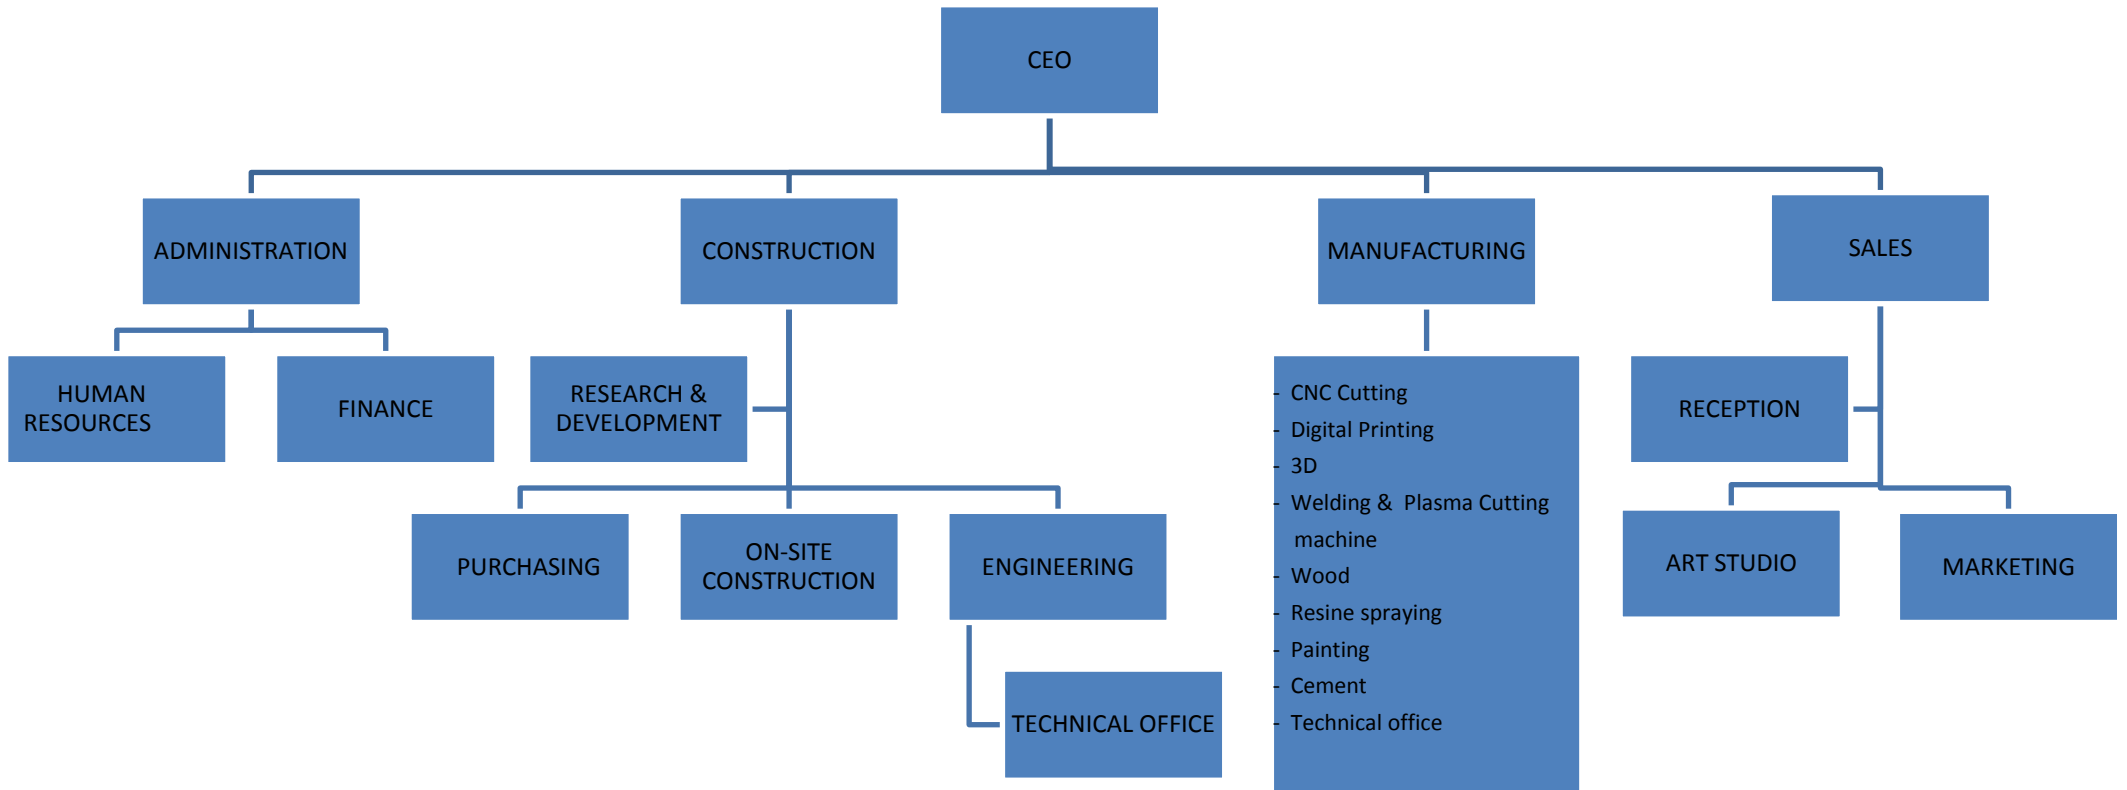 CEO
ADMINISTRATION
CONSTRUCTION
MANUFACTURING
SALES
HUMAN
RESOURCES
FINANCE
RESEARCH &
DEVELOPMENT
- CNC Cutting
- Digital Printing
- 3D
- Welding & Plasma Cutting
machine
- Wood
- Resine spraying
- Painting
- Cement
- Technical office
RECEPTION
PURCHASING
ON-SITE
CONSTRUCTION
ENGINEERING
ART STUDIO
MARKETING
TECHNICAL OFFICE